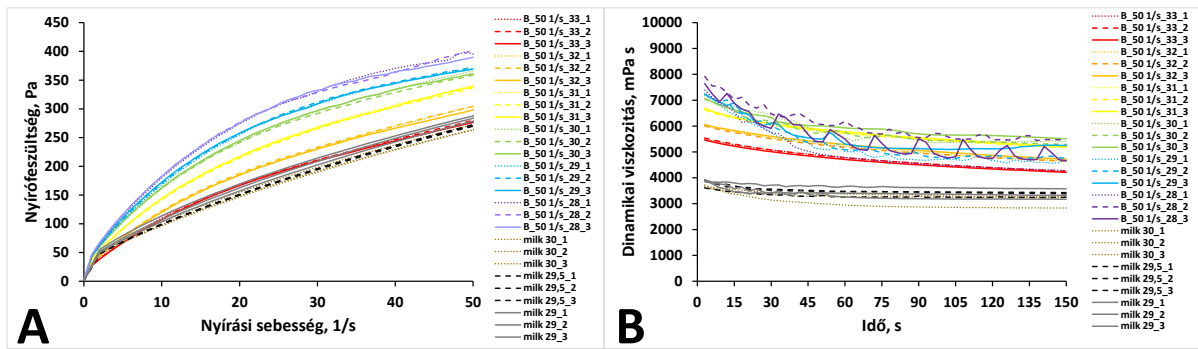 450
400
350
300
250
200
150
100
50
0
Nyírófeszültség, Pa
0
10
20
30
40
50
Nyírási sebesség, 1/s
A
B_50 1/s_33_1
B_50 1/s_33_2
B_50 1/s_33_3
B_50 1/s_32_1
B_50 1/s_32_2
B_50 1/s_32_3
B_50 1/s_31_1
B_50 1/s_31_2
B_50 1/s_31_3
B_50 1/s_30_1
B_50 1/s_30_2
B_50 1/s_30_3
B_50 1/s_29_1
B_50 1/s_29_2
B_50 1/s_29_3
B_50 1/s_28_1
B_50 1/s_28_2
B_50 1/s_28_3
milk 30_1
milk 30_2
milk 30_3
milk 29,5_1
milk 29,5_2
milk 29,5_3
milk 29_1
milk 29_2
milk 29_3
10000
9000
8000
7000
6000
5000
4000
3000
2000
1000
0
Dinamikai viszkozitás, mPa s
0
15
30
45
60
75
90
105
120
135
150
Idő, s
B
B_50 1/s_33_1
B_50 1/s_33_2
B_50 1/s_33_3
B_50 1/s_32_1
B_50 1/s_32_2
B_50 1/s_32_3
B_50 1/s_31_1
B_50 1/s_31_2
B_50 1/s_31_3
B_50 1/s_30_1
B_50 1/s_30_2
B_50 1/s_30_3
B_50 1/s_29_1
B_50 1/s_29_2
B_50 1/s_29_3
B_50 1/s_28_1
B_50 1/s_28_2
B_50 1/s_28_3
milk 30_1
milk 30_2
milk 30_3
milk 29,5_1
milk 29,5_2
milk 29,5_3
milk 29_1
milk 29_2
milk 29_3